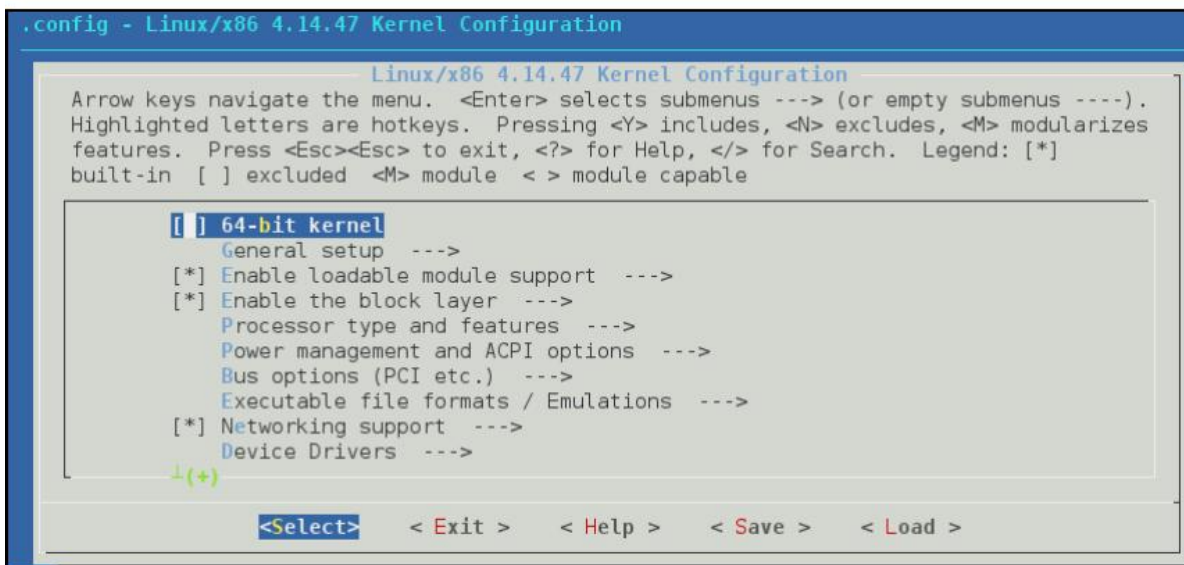 .config - Linux/x86 4.14.47 Kernel Configuration
Linux/x86 4.14.47 Kernel Configuration
Arrow keys navigate the menu.  <Enter> selects submenus ---> (or empty submenus ----).
Highlighted letters are hotkeys.  Pressing <Y> includes, <N> excludes, <M> modularizes
features.  Press <Esc><Esc> to exit, <?> for Help, </> for Search.  Legend: [*]
built-in  [ ] excluded  <M> module  < > module capable
[ ] 64-bit kernel
General setup  --->
[*] Enable loadable module support  --->
[*] Enable the block layer  --->
Processor type and features  --->
Power management and ACPI options  --->
Bus options (PCI etc.)  --->
Executable file formats / Emulations  --->
[*] Networking support  --->
Device Drivers  --->
┴(+)
<Select>    < Exit >    < Help >    < Save >    < Load >